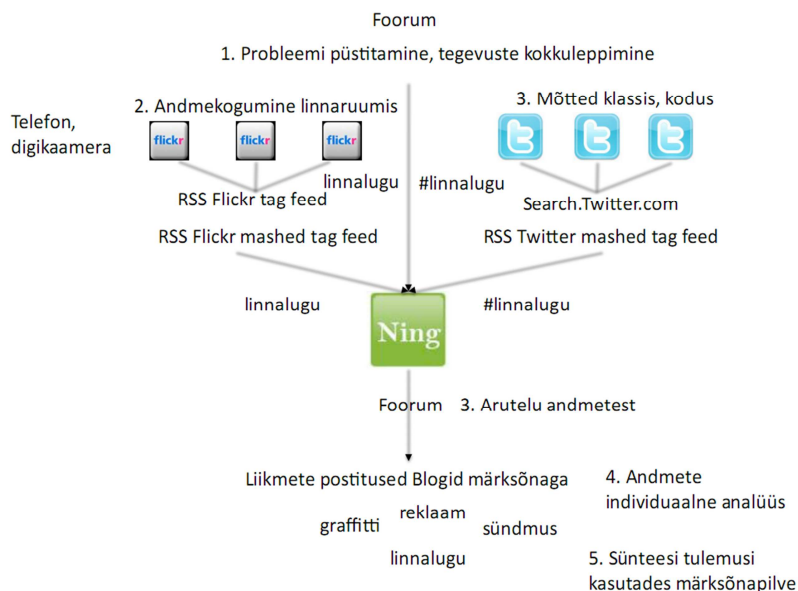 Foorum
1. Probleemi püstitamine, tegevuste kokkuleppimine
2. Andmekogumine linnaruumis
3. Mõtted klassis, kodus
Telefon,
digikaamera
flickr flickr flickr
linnalugu #linnalugu
RSS Flickr tag feed
Search.Twitter.com
RSS Flickr mashed tag feed
RSS Twitter mashed tag feed
linnalugu #linnalugu
Ning
Foorum 3. Arutelu andmetest
Liikmete postitused Blogid märksõnaga
4. Andmete
individuaalne analüüs
graffitti reklaam sündmus
linnalugu
5. Sünteesi tulemusi
kasutades märksõnapilve